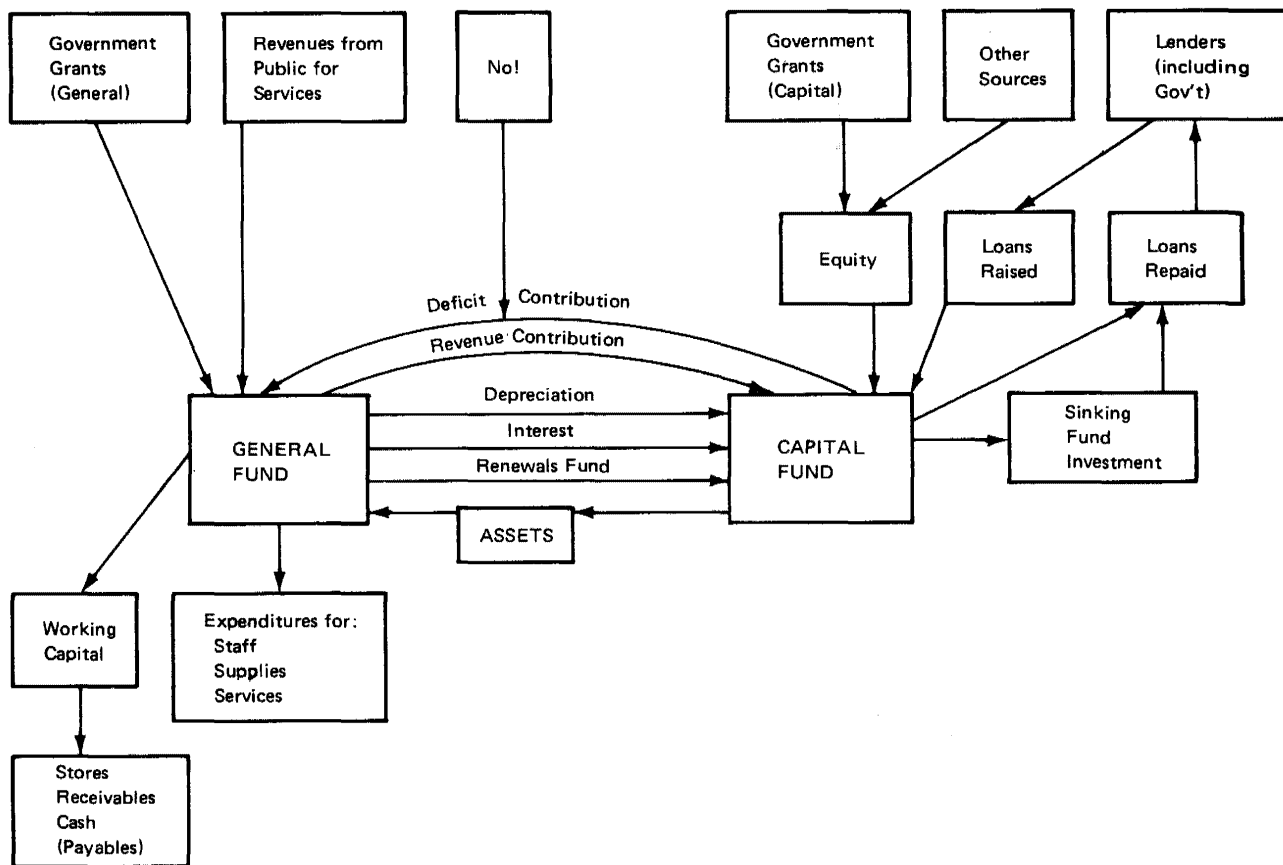 Government
Grants
(General)
Revenues from
Public for
Services
No!
Government
Grants
(Capital)
Other
Sources
Lenders
(including
Gov't)
Equity
Loans
Raised
Loans
Repaid
Deficit Contribution
Revenue Contribution
Depreciation
Interest
Renewals Fund
GENERAL
FUND
CAPITAL
FUND
Sinking
Fund
Investment
ASSETS
Working
Capital
Expenditures for:
Staff
Supplies
Services
Stores
Receivables
Cash
(Payables)